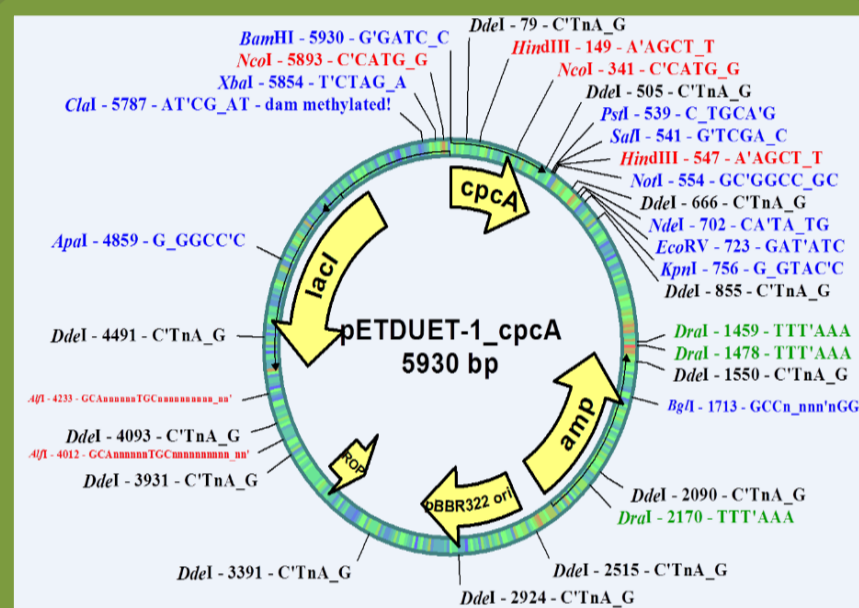 DdeI - 79 - C'TnA_G
BamHI - 5930 - G'GATC_C
HindIII - 149 - A'AGCT_T
NcoI - 5893 - C'CATG_G
NcoI - 341 - C'CATG_G
XbaI - 5854 - T'CTAG_A
DdeI - 505 - C'TnA_G
ClaI - 5787 - AT'CG_AT - dam methylated!
PstI - 539 - C_TGCA'G
SalI - 541 - G'TCGA_C
HindIII - 547 - A'AGCT_T
NotI - 554 - GC'GGCC_GC
DdeI - 666 - C'TnA_G
NdeI - 702 - CA'TA_TG
EcoRV - 723 - GAT'ATC
KpnI - 756 - G_GTAC'C
DdeI - 855 - C'TnA_G
cpcA
ApaI - 4859 - G_GGCC'C
lacI
pETDUET-1_cpcA
5930 bp
DdeI - 4491 - C'TnA_G
DraI - 1459 - TTT'AAA
DraI - 1478 - TTT'AAA
DdeI - 1550 - C'TnA_G
BglI - 1713 - GCCn_nnn'nGG
AlfI - 4233 - GCAnnnnnnTGCnnnnnnnnnn_nn'
amp
DdeI - 4093 - C'TnA_G
AlfI - 4012 - GCAnnnnnnTGCnnnnnnnnnn_nn'
DdeI - 3931 - C'TnA_G
ROP
pBBR322 ori
DdeI - 2090 - C'TnA_G
DraI - 2170 - TTT'AAA
DdeI - 3391 - C'TnA_G
DdeI - 2515 - C'TnA_G
DdeI - 2924 - C'TnA_G